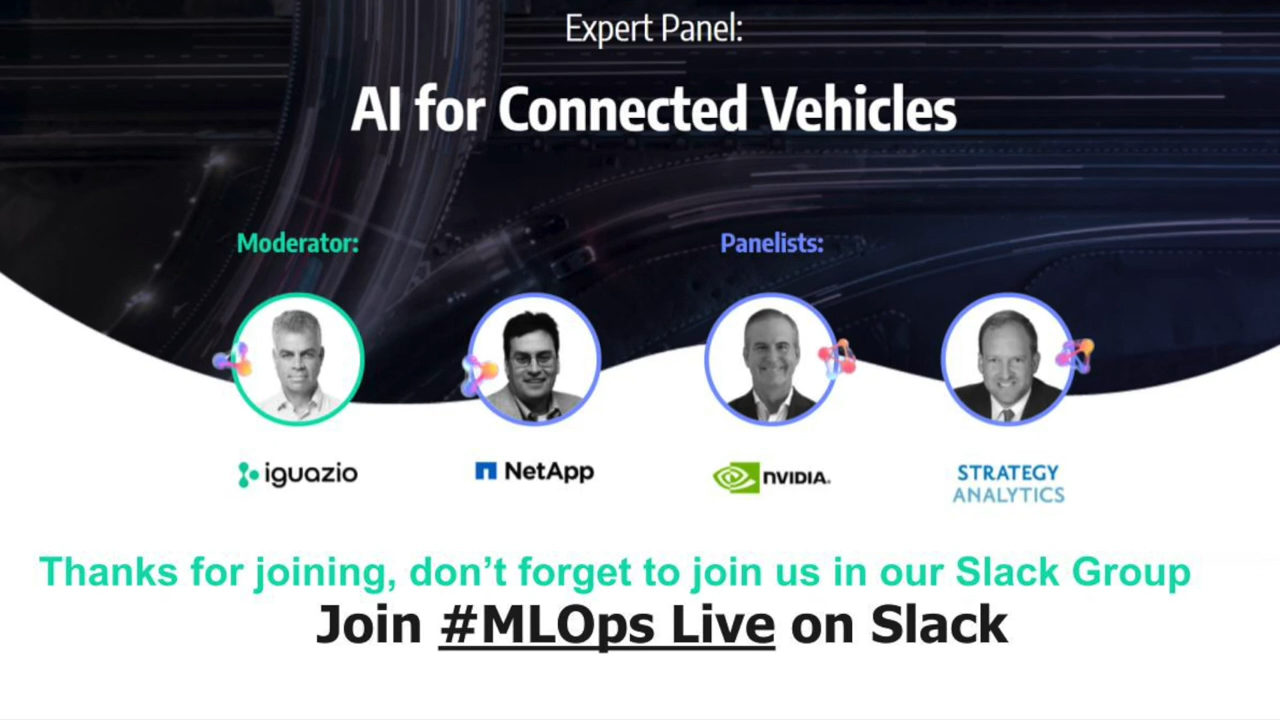 Expert Panel:
AI for Connected Vehicles
Moderator:
Panelists:
iguazio
NetApp
NVIDIA.
STRATEGY
ANALYTICS
Thanks for joining, don’t forget to join us in our Slack Group
Join #MLOps Live on Slack